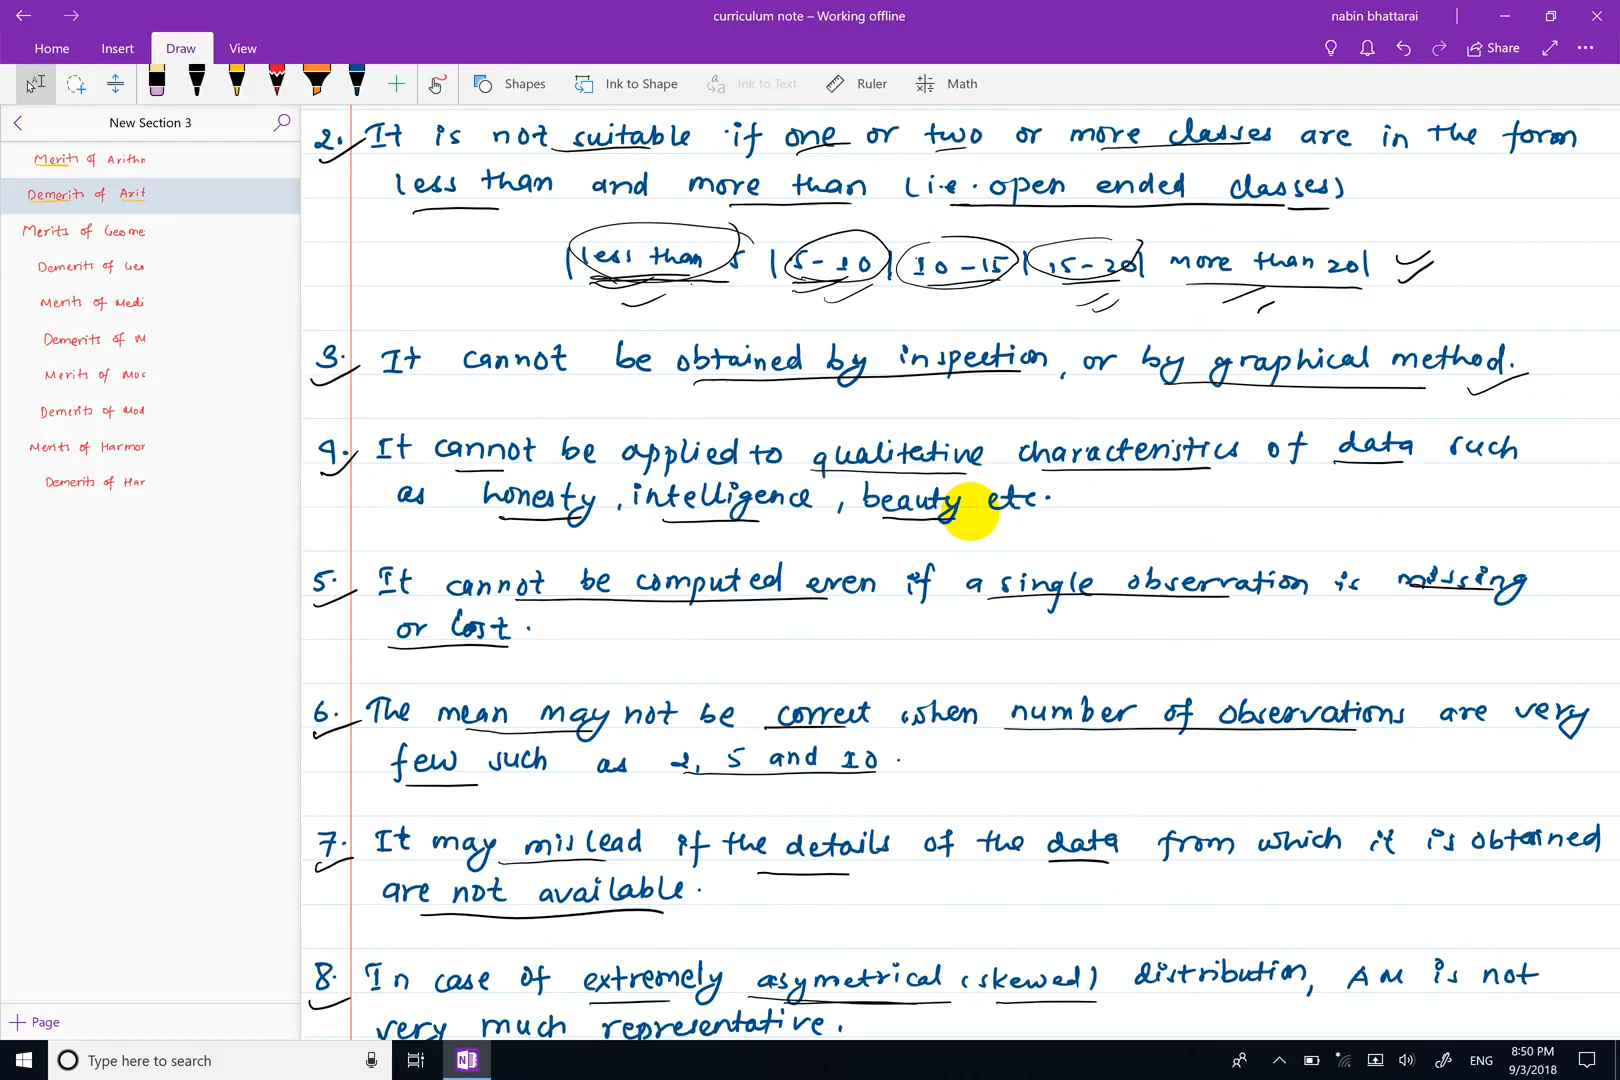 curriculum note – Working offline
nabin bhattarai
Home Insert Draw View
Share
Shapes Ink to Shape Ink to Text Ruler Math
New Section 3
Merits of Arithm
Demerits of Arit
Merits of Geome
Demerits of Geo
Merits of Medi
Demerits of M
Merits of Moc
Demerits of Mod
Merits of Harmor
Demerits of Har
Page
2. It is not suitable if one or two or more classes are in the form
less than and more than (i.e. open ended classes)
|less than 5 | 5-10 | 10-15 | 15-20| more than 20|
3. It cannot be obtained by inspection, or by graphical method.
4. It cannot be applied to qualitative characteristics of data such
as honesty, intelligence, beauty etc.
5. It cannot be computed even if a single observation is missing
or lost.
6. The mean may not be correct when number of observations are very
few such as 2, 5 and 10.
7. It may mislead if the details of the data from which it is obtained
are not available.
8. In case of extremely asymetrical (skewed) distribution, AM is not
very much representative.
Type here to search
ENG
8:50 PM
9/3/2018